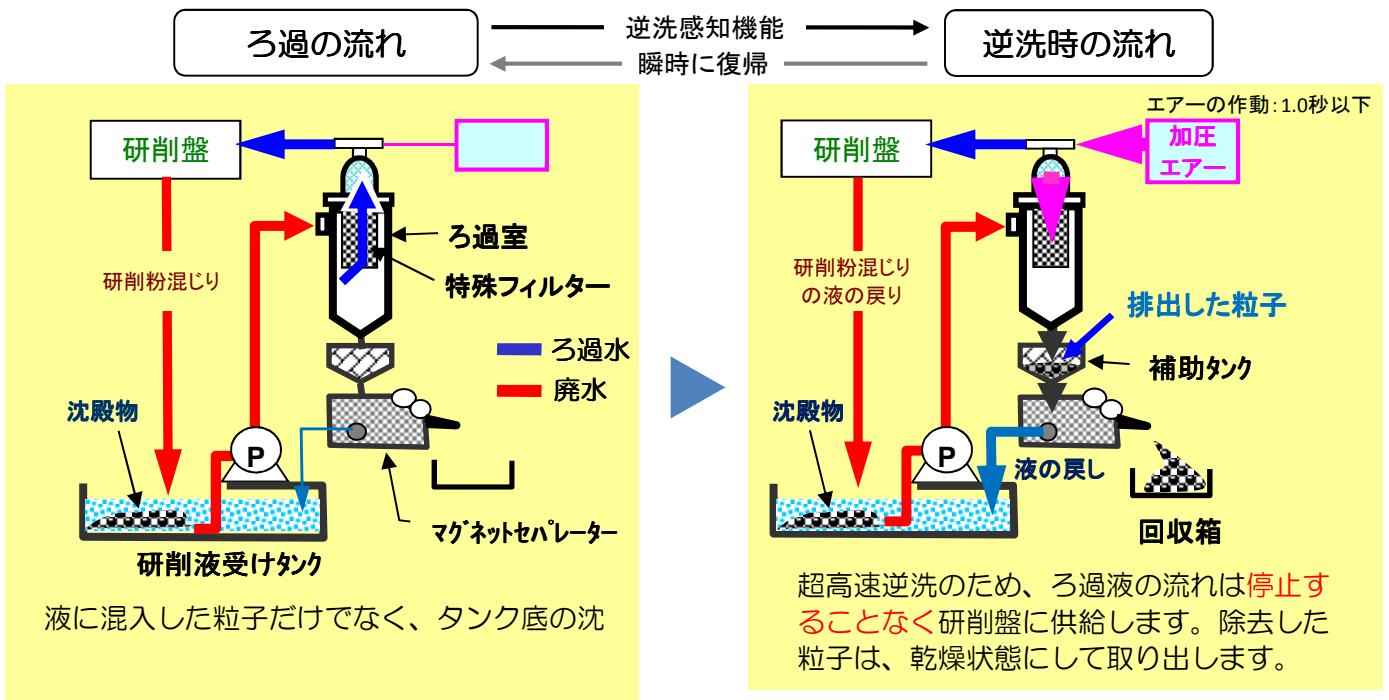 ろ過の流れ
逆洗感知機能
瞬時に復帰
逆洗時の流れ
研削盤
ろ過室
特殊フィルター
研削粉混じり
ろ過水
廃水
沈殿物
P
マグネットセパレーター
研削液受けタンク
液に混入した粒子だけでなく、タンク底の沈
エアーの作動:1.0秒以下
研削盤
加圧
エアー
研削粉混じり
の液の戻り
排出した粒子
補助タンク
沈殿物
P
液の戻し
回収箱
超高速逆洗のため、ろ過液の流れは停止す
ることなく研削盤に供給します。除去した
粒子は、乾燥状態にして取り出します。